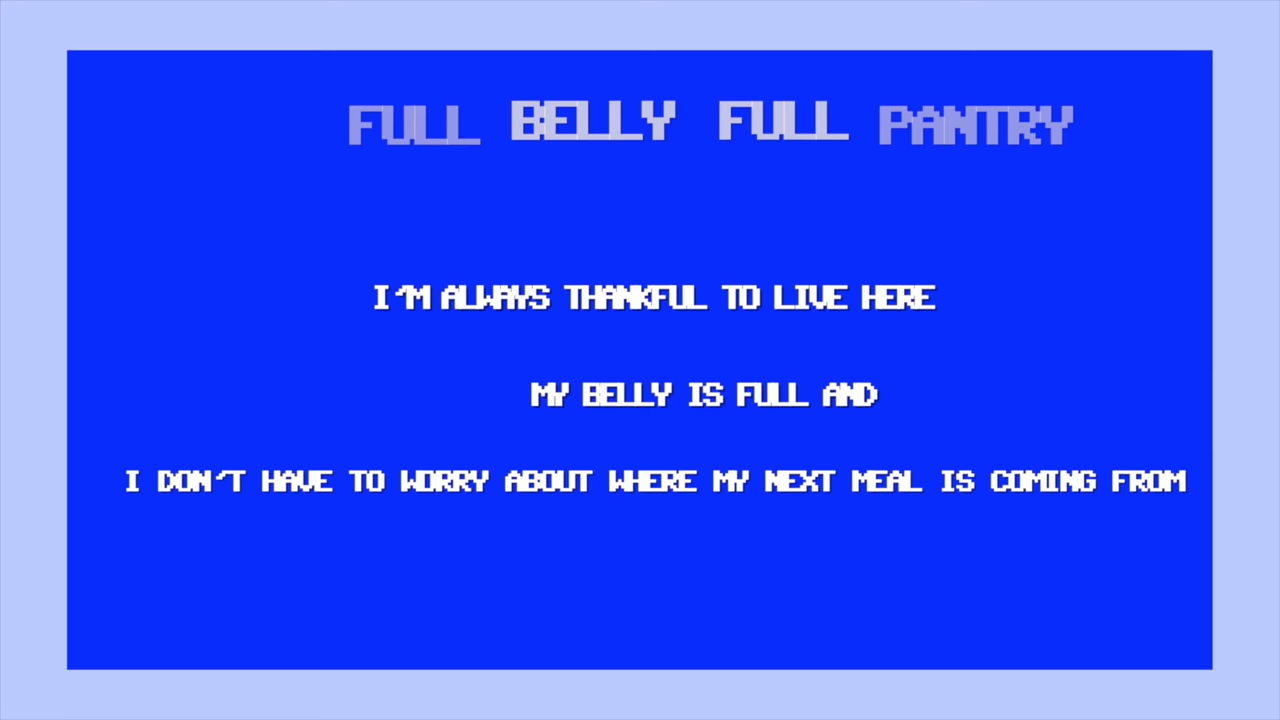 FULL BELLY FULL PANTRY
I'M ALWAYS THANKFUL TO LIVE HERE
MY BELLY IS FULL AND
I DON'T HAVE TO WORRY ABOUT WHERE MY NEXT MEAL IS COMING FROM